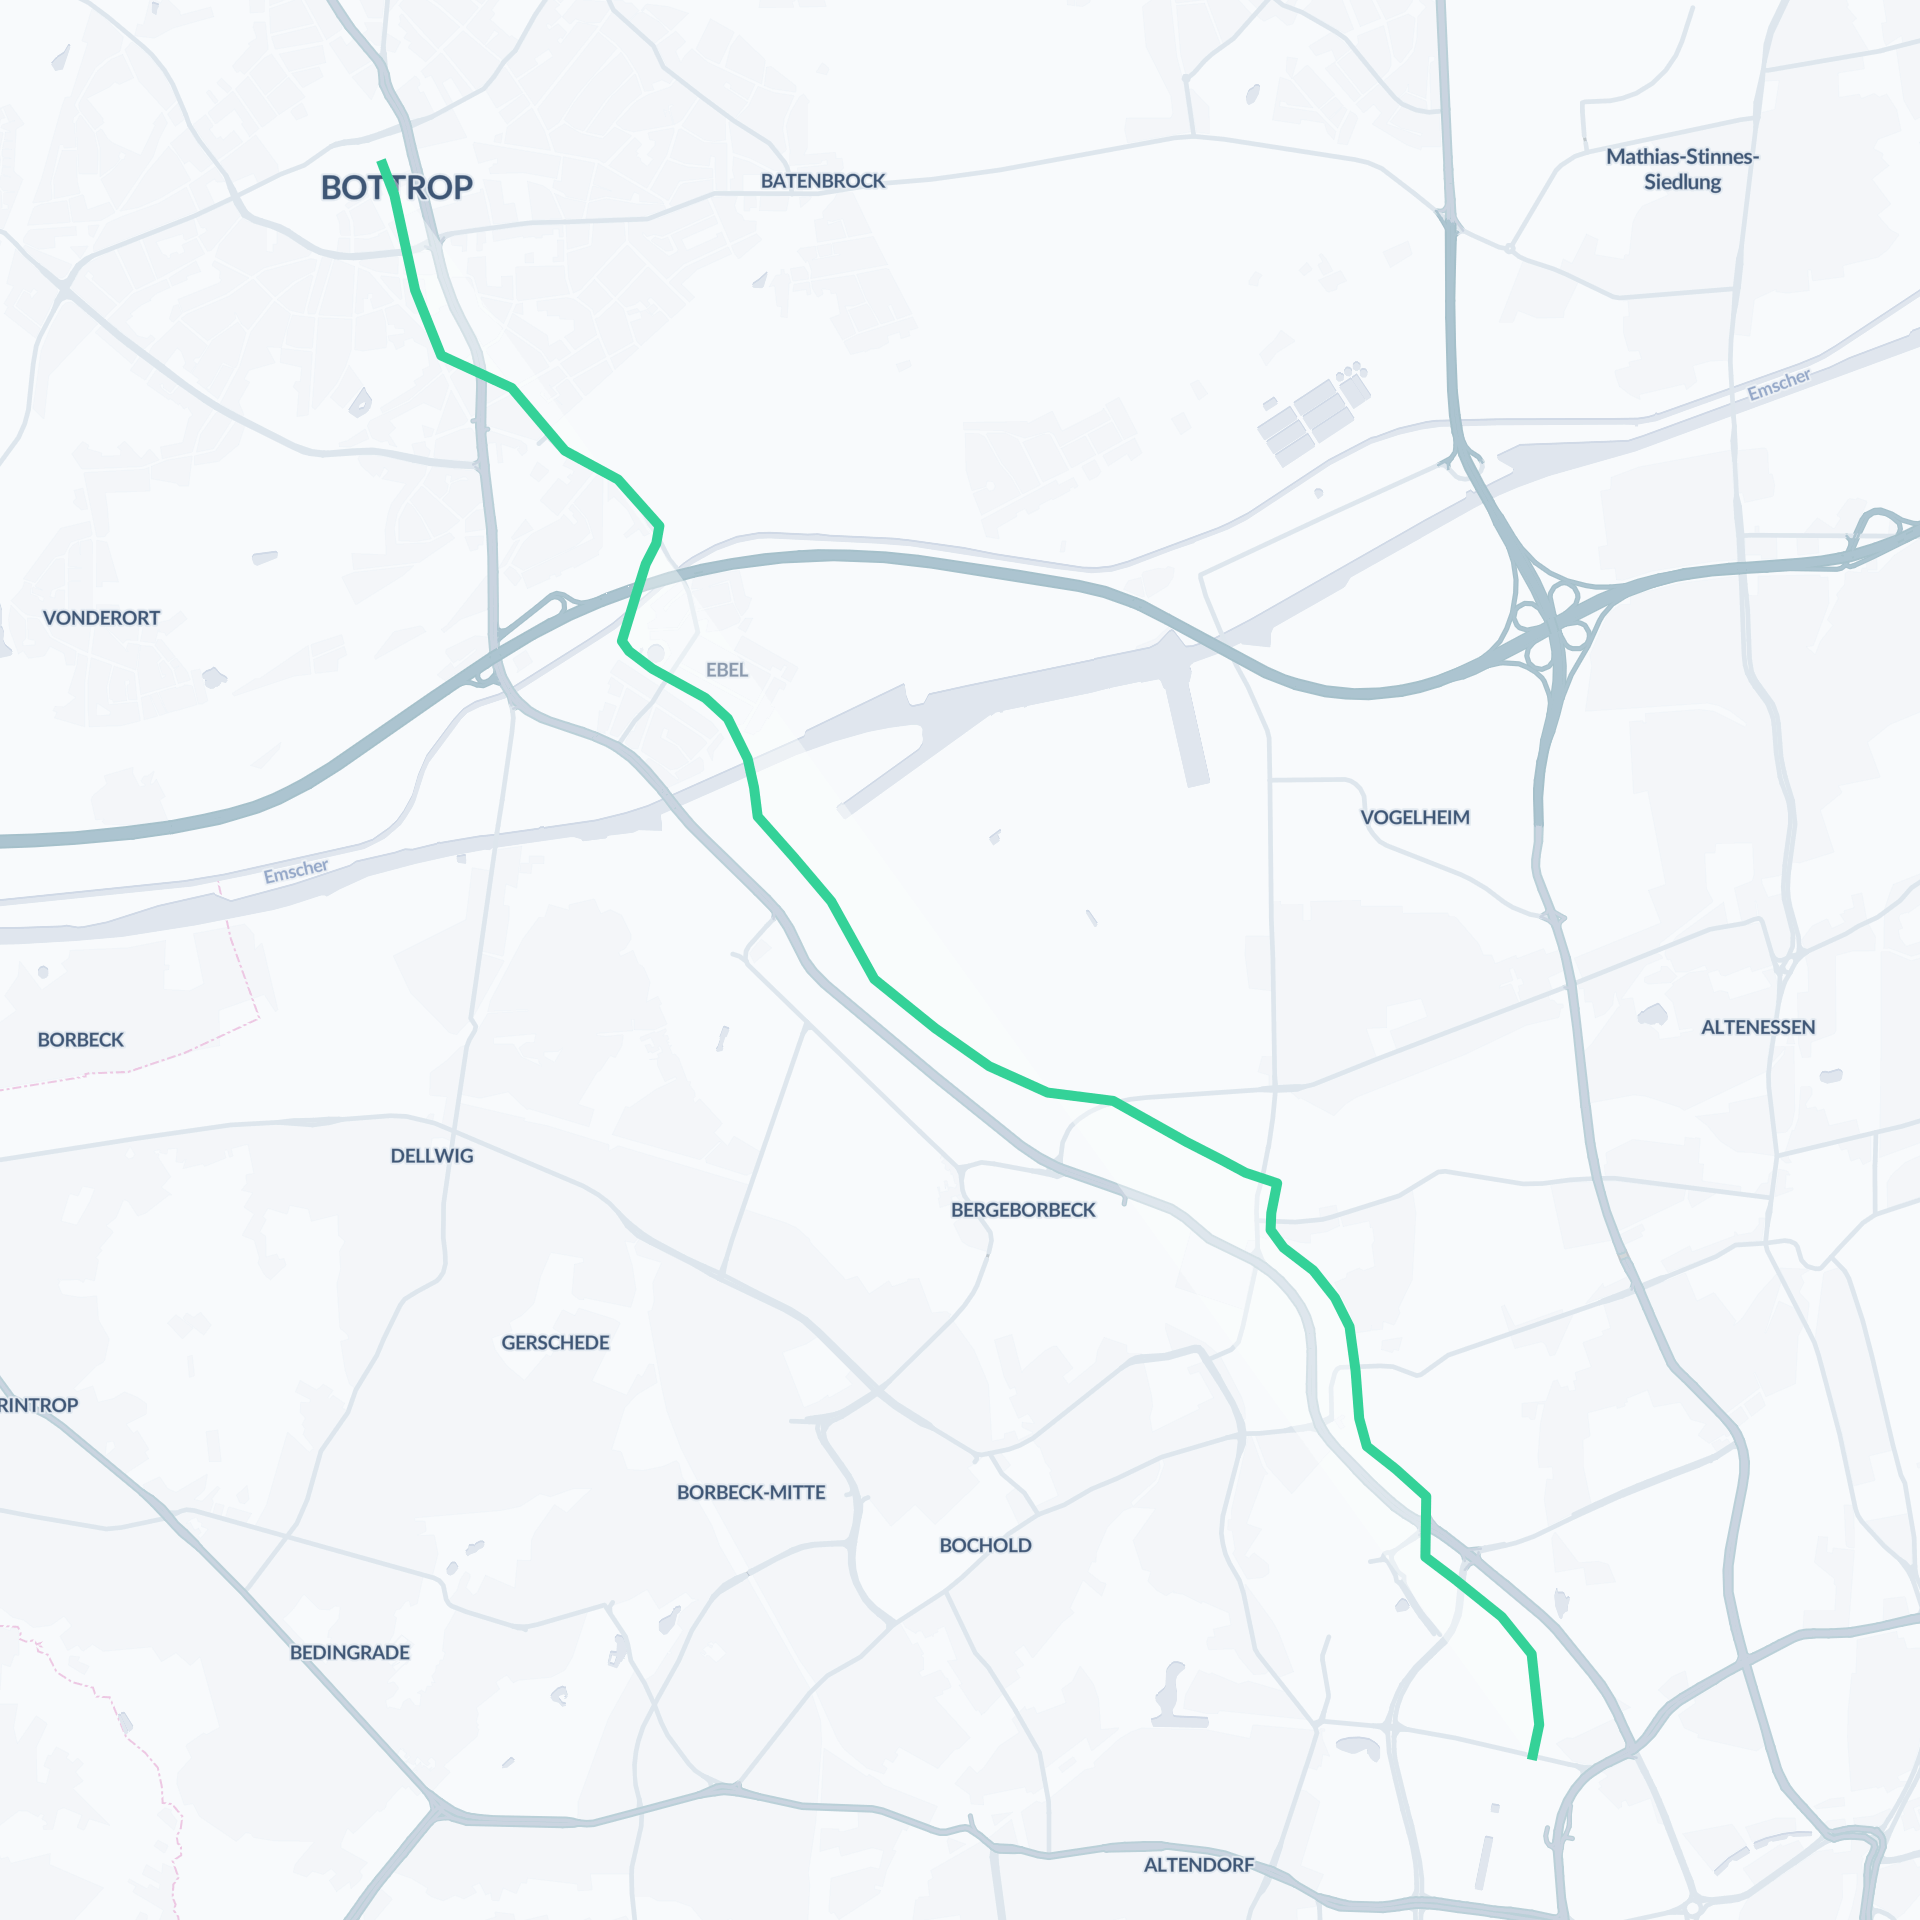 Mathias-Stinnes-
Siedlung
BOTTROP
BATENBROCK
Emscher
VONDERORT
EBEL
VOGELHEIM
Emscher
BORBECK
ALTENESSEN
DELLWIG
BERGEBORBECK
GERSCHEDE
RINTROP
BORBECK-MITTE
BOCHOLD
BEDINGRADE
ALTENDORF